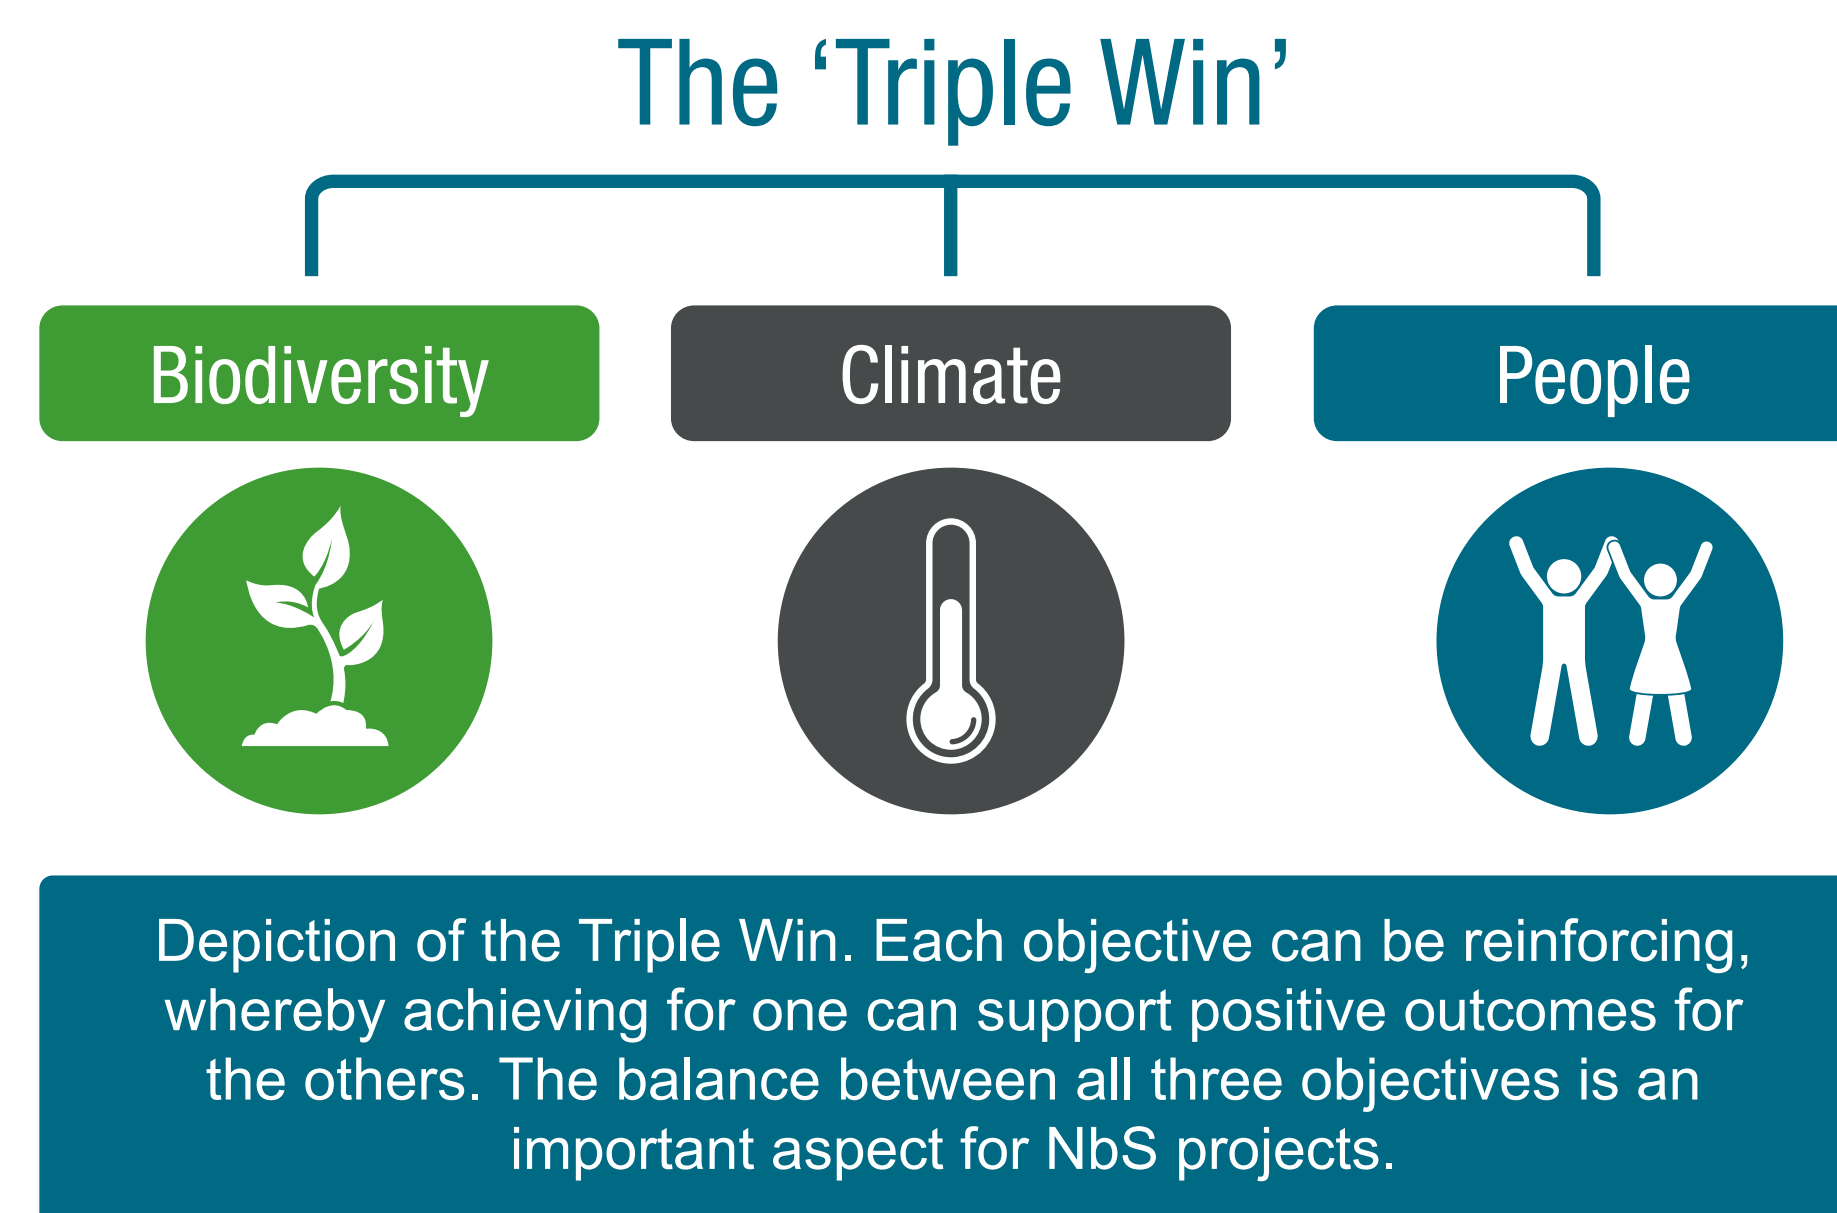 The ‘Triple Win’
Biodiversity
Climate
People
Depiction of the Triple Win. Each objective can be reinforcing,
whereby achieving for one can support positive outcomes for
the others. The balance between all three objectives is an
important aspect for NbS projects.